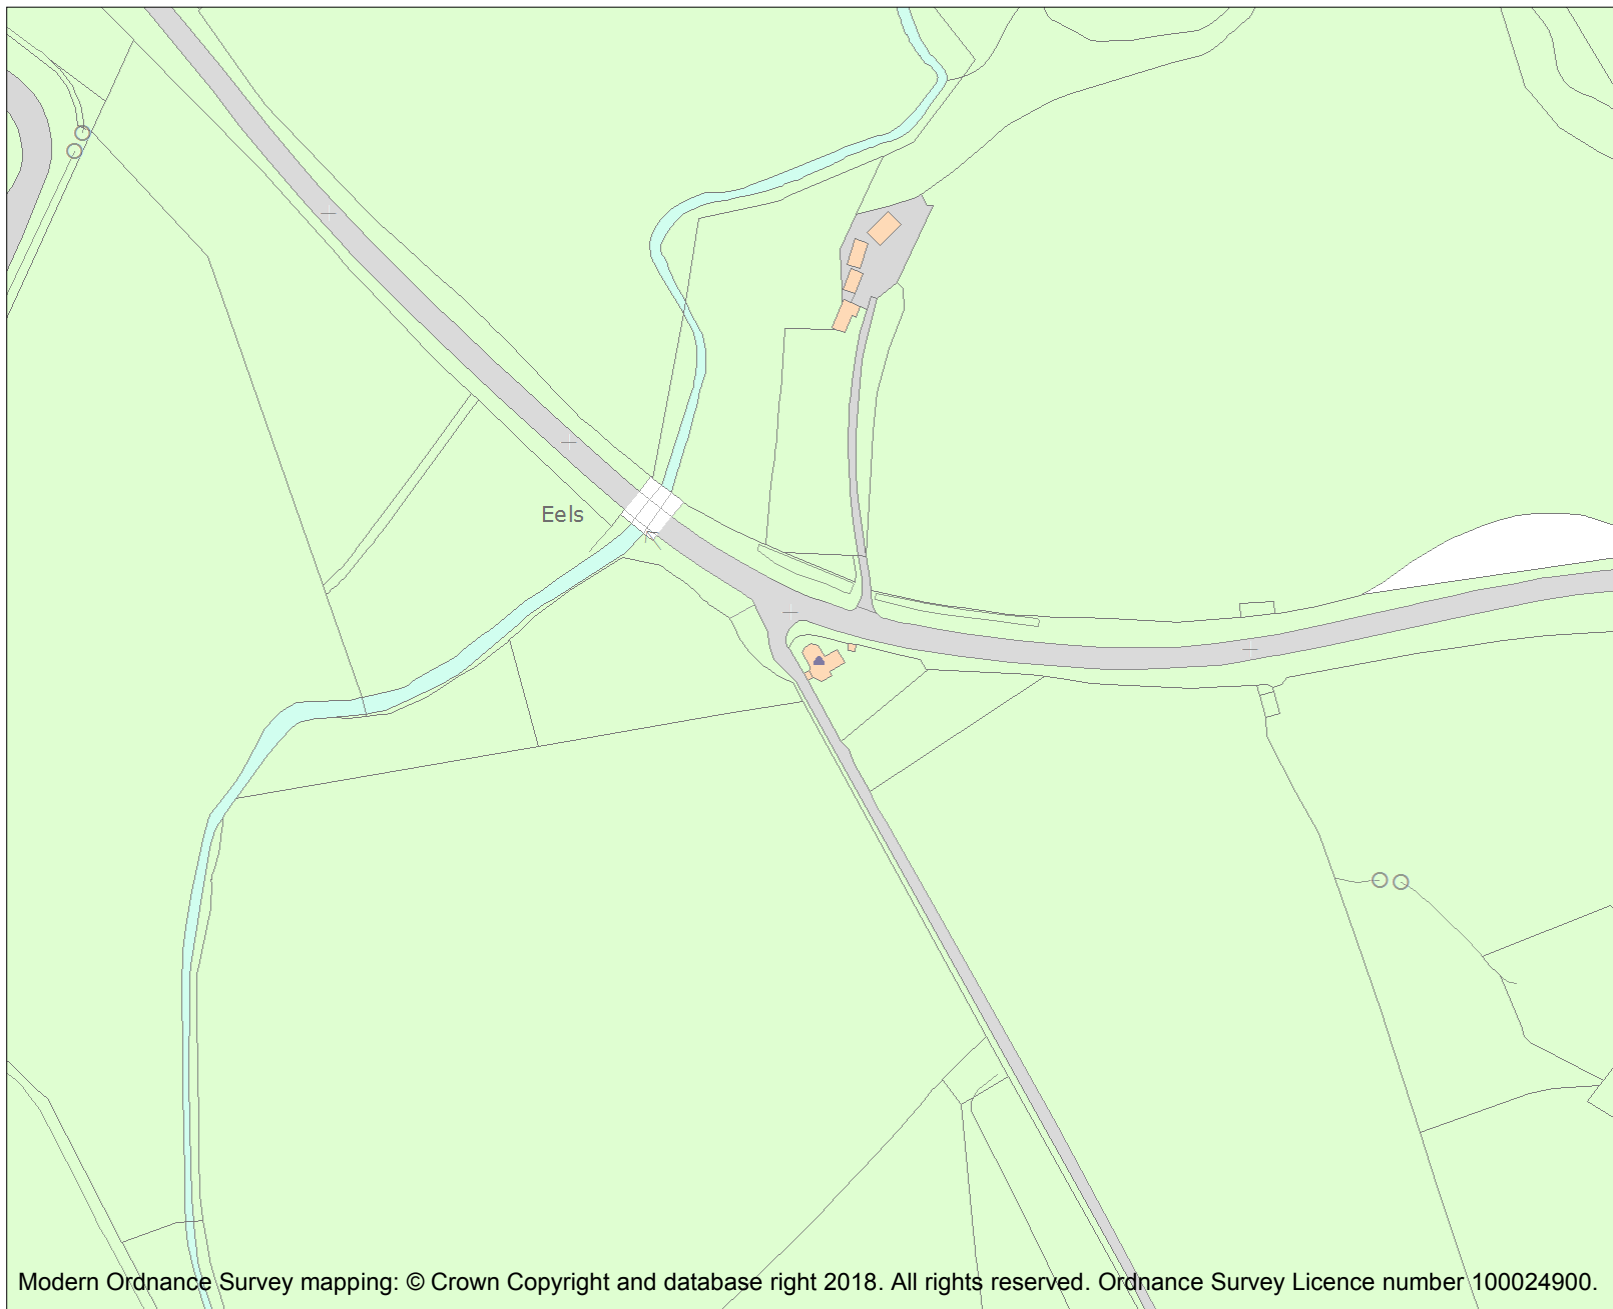 Eels
Modern Ordnance Survey mapping: © Crown Copyright and database right 2018. All rights reserved. Ordnance Survey Licence number 100024900.